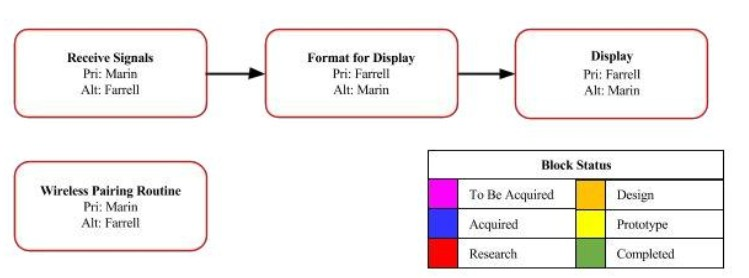 Receive Signals
Pri: Marin
Alt: Farrell
Format for Display
Pri: Farrell
Alt: Marin
Display
Pri: Farrell
Alt: Marin
Wireless Pairing Routine
Pri: Marin
Alt: Farrell
Block Status
To Be Acquired
Design
Acquired
Prototype
Research
Completed